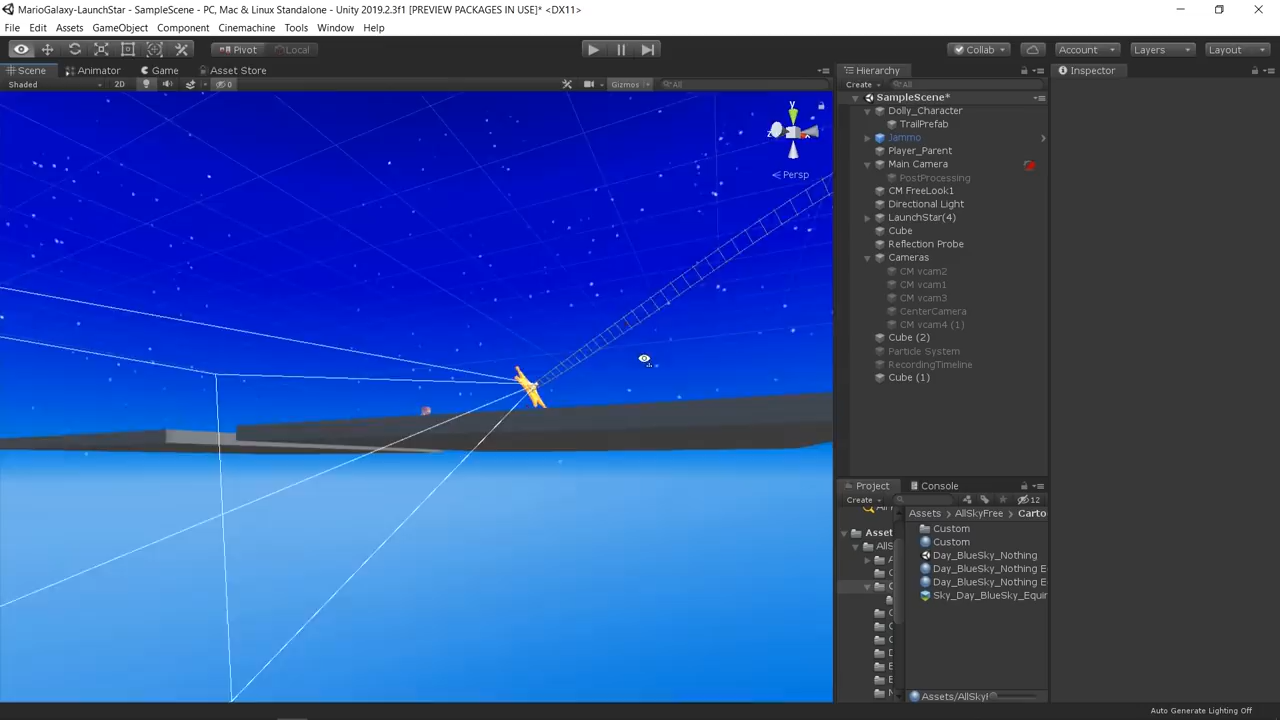 MarioGalaxy-LaunchStar - SampleScene - PC, Mac & Linux Standalone - Unity 2019.2.3f1 [PREVIEW PACKAGES IN USE]* <DX11>
File Edit Assets GameObject Component Cinemachine Tools Window Help
Pivot Local Collab Account Layers Layout
Scene Animator Game Asset Store
Shaded 2D 0 Gizmos All
y
z
Persp
Hierarchy
Create All
SampleScene*
Dolly_Character
TrailPrefab
Jammo
Player_Parent
Main Camera
PostProcessing
CM FreeLook1
Directional Light
LaunchStar(4)
Cube
Reflection Probe
Cameras
CM vcam2
CM vcam1
CM vcam3
CenterCamera
CM vcam4 (1)
Cube (2)
Particle System
RecordingTimeline
Cube (1)
Inspector
Project Console
Create 12
Assets > AllSkyFree > Carto
Asset
AllS
Custom
Custom
Day_BlueSky_Nothing
Day_BlueSky_Nothing E
Day_BlueSky_Nothing E
Sky_Day_BlueSky_Equir
Assets/AllSkyF
Auto Generate Lighting Off